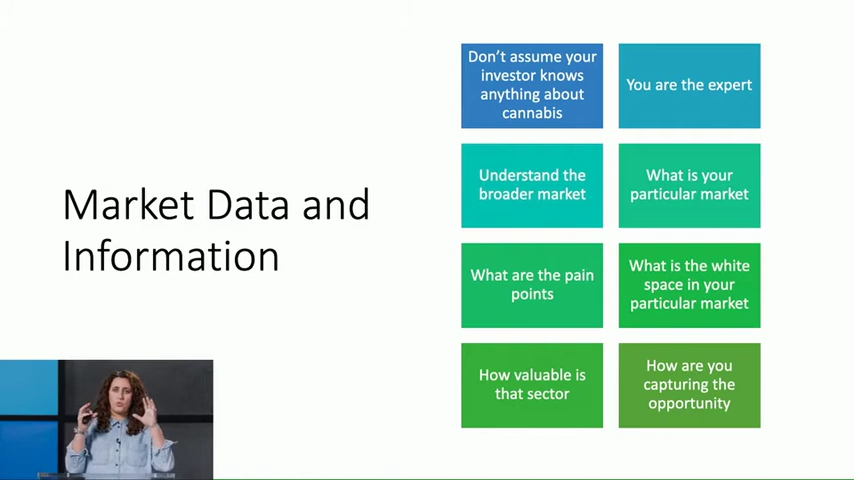 Market Data and
Information
Don't assume your
investor knows
anything about
cannabis
You are the expert
Understand the
broader market
What is your
particular market
What are the pain
points
What is the white
space in your
particular market
How valuable is
that sector
How are you
capturing the
opportunity